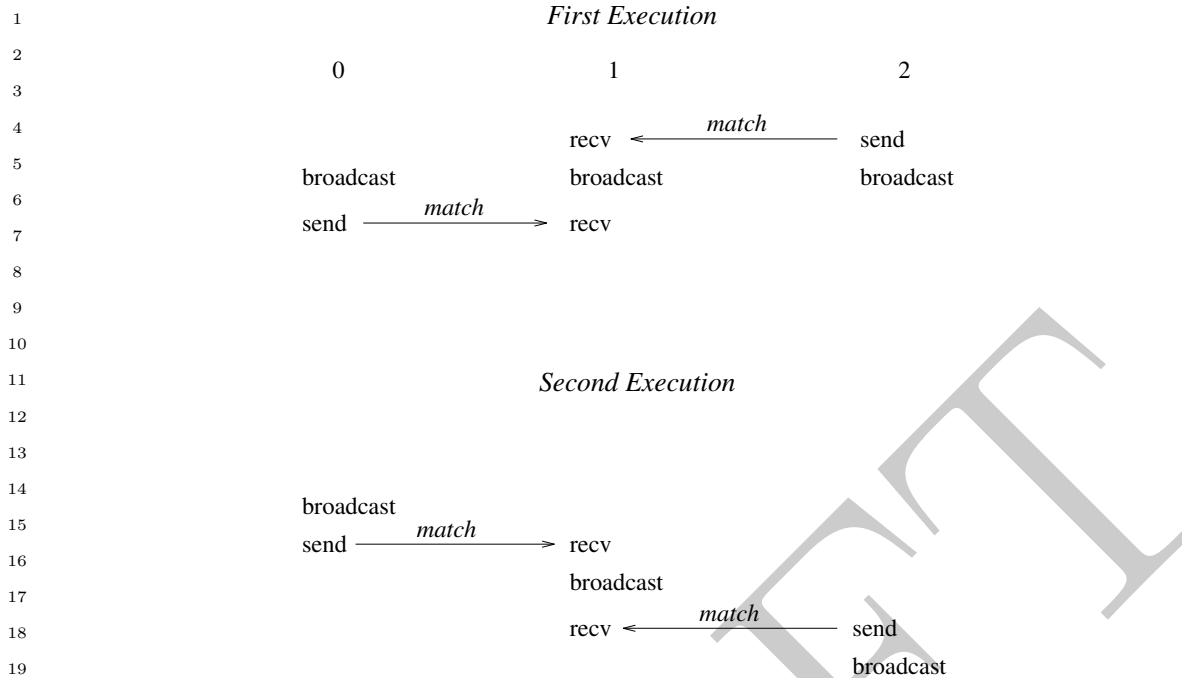 1 First Execution
2
0 1 2
3
4 match
recv send
5 broadcast broadcast broadcast
6 match
send recv
7
8
9
10
11 Second Execution
12
13
14 broadcast
15 match
send recv
16
broadcast
17 match
18 recv send
19 broadcast
FT